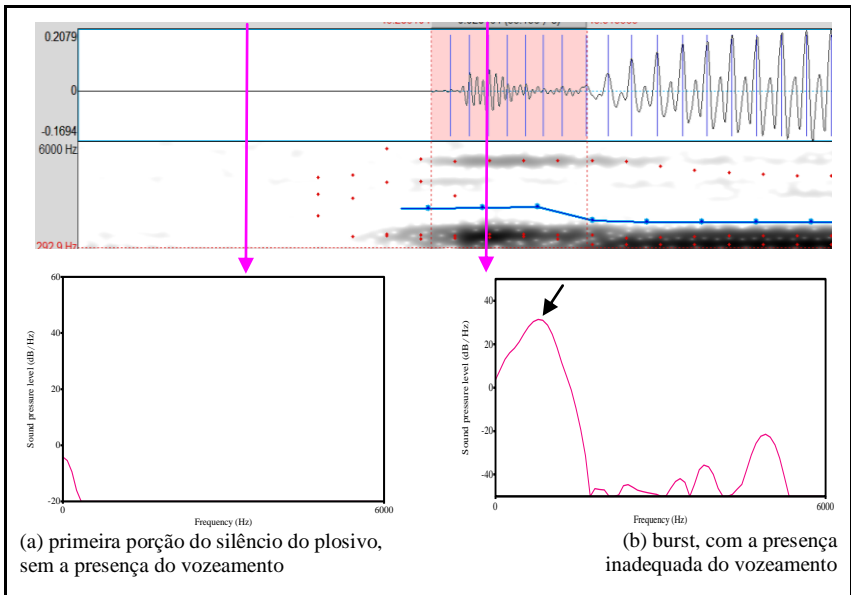 0.2079
0
-0.1694
6000 Hz
292.9 Hz
60
40
20
0
-20
Sound pressure level (dB/Hz)
0
6000
Frequency (Hz)
20
0
-20
-40
Sound pressure level (dB/Hz)
0
6000
Frequency (Hz)
(a) primeira porção do silêncio do plosivo,
sem a presença do vozeamento
(b) burst, com a presença
inadequada do vozeamento